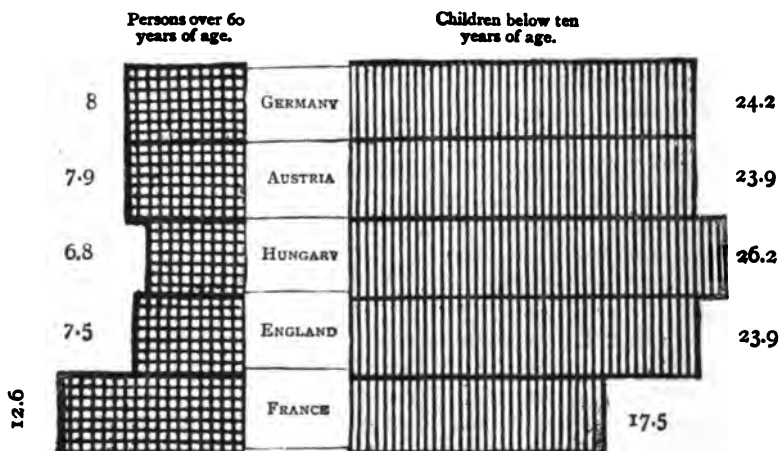 Persons over 60
years of age.
Children below ten
years of age.
8 GERMANY 24.2
7.9 AUSTRIA 23.9
6.8 HUNGARY 26.2
7.5 ENGLAND 23.9
12.6 FRANCE 17.5